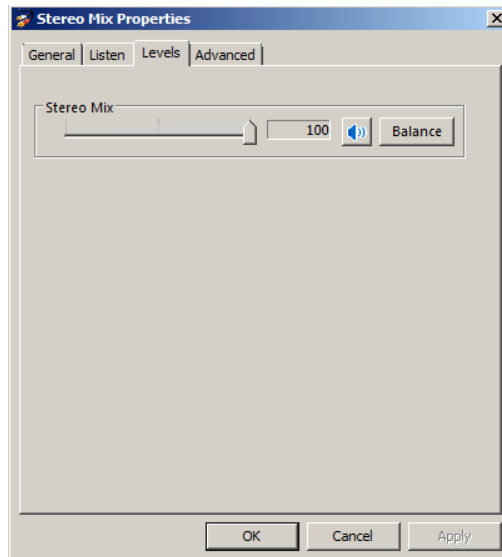 Stereo Mix Properties
General Listen Levels Advanced
Stereo Mix
100 Balance
OK Cancel Apply